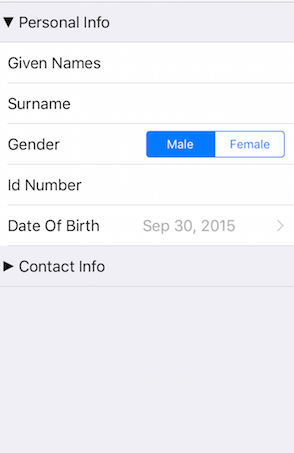 ▼ Personal Info
Given Names
Surname
Gender Male Female
Id Number
Date Of Birth Sep 30, 2015
▶ Contact Info